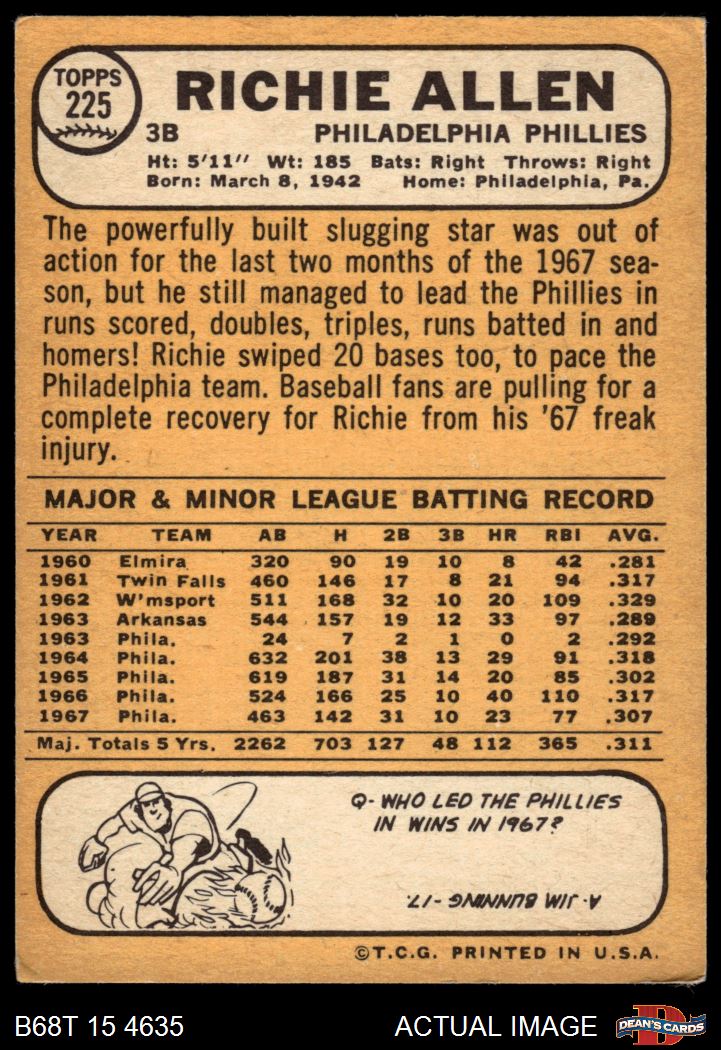 TOPPS
225
RICHIE ALLEN
3B PHILADELPHIA PHILLIES
Ht: 5'11" Wt: 185 Bats: Right Throws: Right
Born: March 8, 1942 Home: Philadelphia, Pa.
The powerfully built slugging star was out of
action for the last two months of the 1967 sea-
son, but he still managed to lead the Phillies in
runs scored, doubles, triples, runs batted in and
homers! Richie swiped 20 bases too, to pace the
Philadelphia team. Baseball fans are pulling for a
complete recovery for Richie from his '67 freak
injury.
MAJOR & MINOR LEAGUE BATTING RECORD
YEAR TEAM AB H 2B 3B HR RBI AVG.
1960 Elmira 320 90 19 10 8 42 .281
1961 Twin Falls 460 146 17 8 21 94 .317
1962 W'msport 511 168 32 10 20 109 .329
1963 Arkansas 544 157 19 12 33 97 .289
1963 Phila. 24 7 2 1 0 2 .292
1964 Phila. 632 201 38 13 29 91 .318
1965 Phila. 619 187 31 14 20 85 .302
1966 Phila. 524 166 25 10 40 110 .317
1967 Phila. 463 142 31 10 23 77 .307
Maj. Totals 5 Yrs. 2262 703 127 48 112 365 .311
Q- WHO LED THE PHILLIES
IN WINS IN 1967?
A. JIM BUNNING -17.
©T.C.G. PRINTED IN U.S.A.
B68T 15 4635 ACTUAL IMAGE
D
DEAN'S CARDS